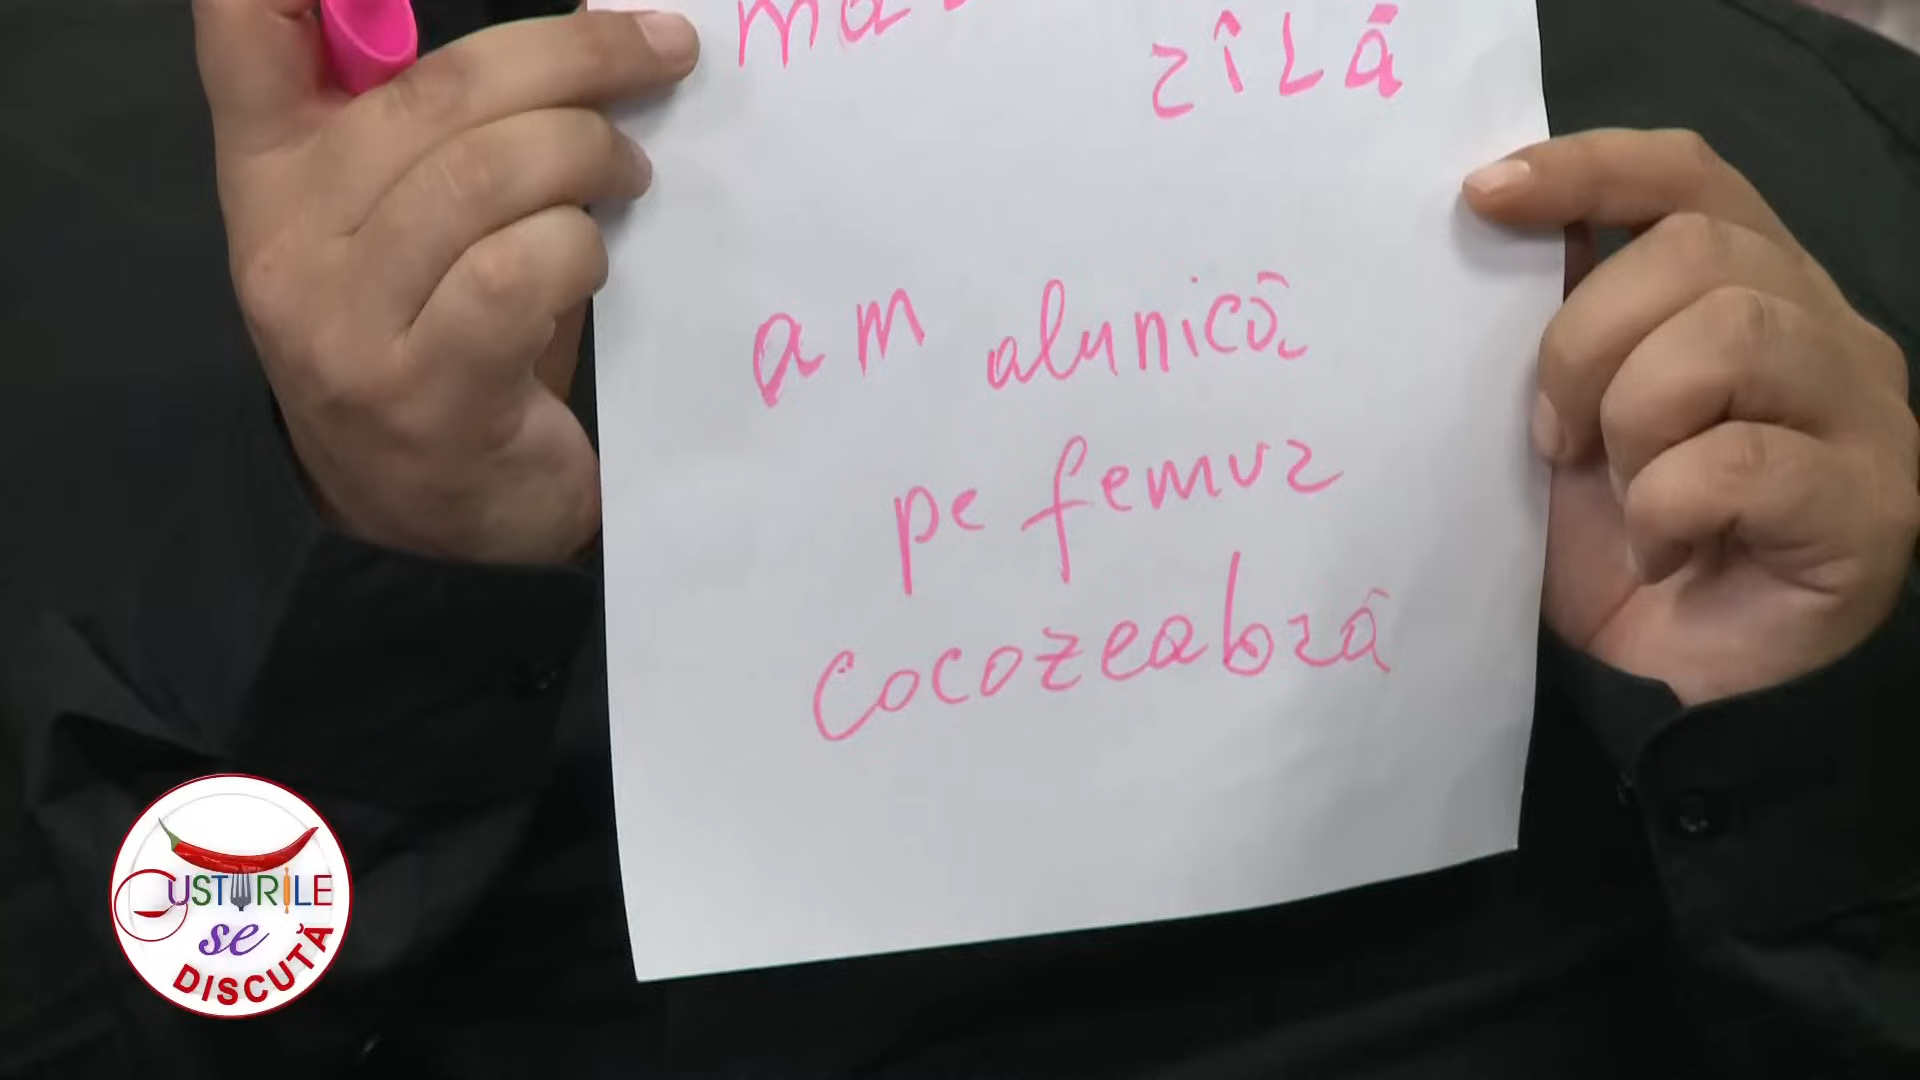 zîLă
am alunică
pe femur
cocozeabră
GUSTURILE
se
DISCUTĂ